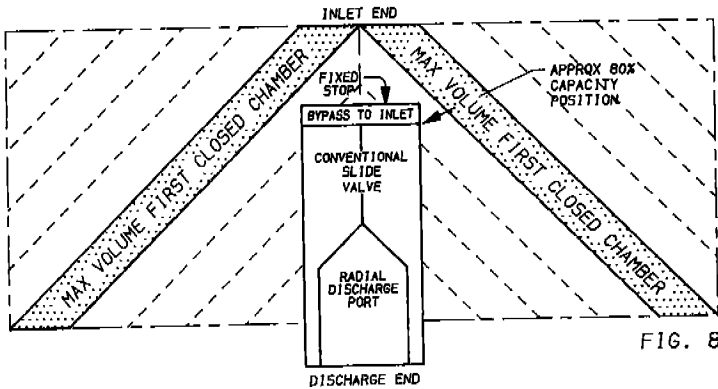 INLET END
MAX VOLUME FIRST CLOSED CHAMBER
MAX VOLUME FIRST CLOSED CHAMBER
FIXED
STOP
APPROX 80%
CAPACITY
POSITION
BYPASS TO INLET
CONVENTIONAL
SLIDE
VALVE
RADIAL
DISCHARGE
PORT
FIG. 8
DISCHARGE END